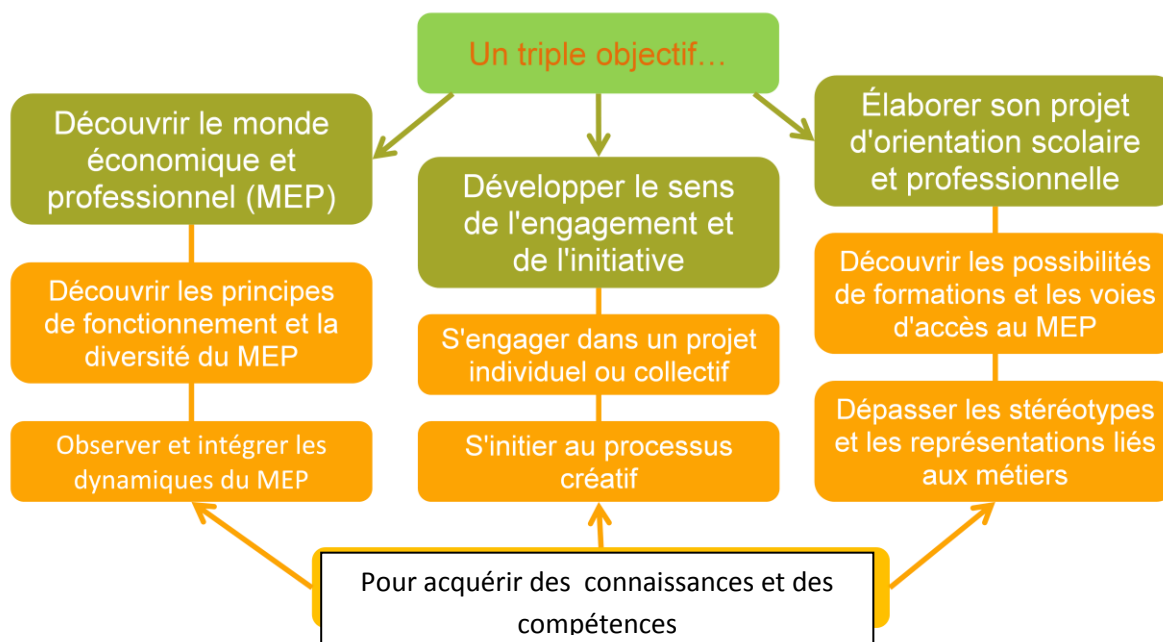 Un triple objectif…
Découvrir le monde
économique et
professionnel (MEP)
Découvrir les principes
de fonctionnement et la
diversité du MEP
Observer et intégrer les
dynamiques du MEP
Développer le sens
de l'engagement et
de l'initiative
S'engager dans un projet
individuel ou collectif
S'initier au processus
créatif
Élaborer son projet
d'orientation scolaire
et professionnelle
Découvrir les possibilités
de formations et les voies
d'accès au MEP
Dépasser les stéréotypes
et les représentations liés
aux métiers
Pour acquérir des connaissances et des
compétences